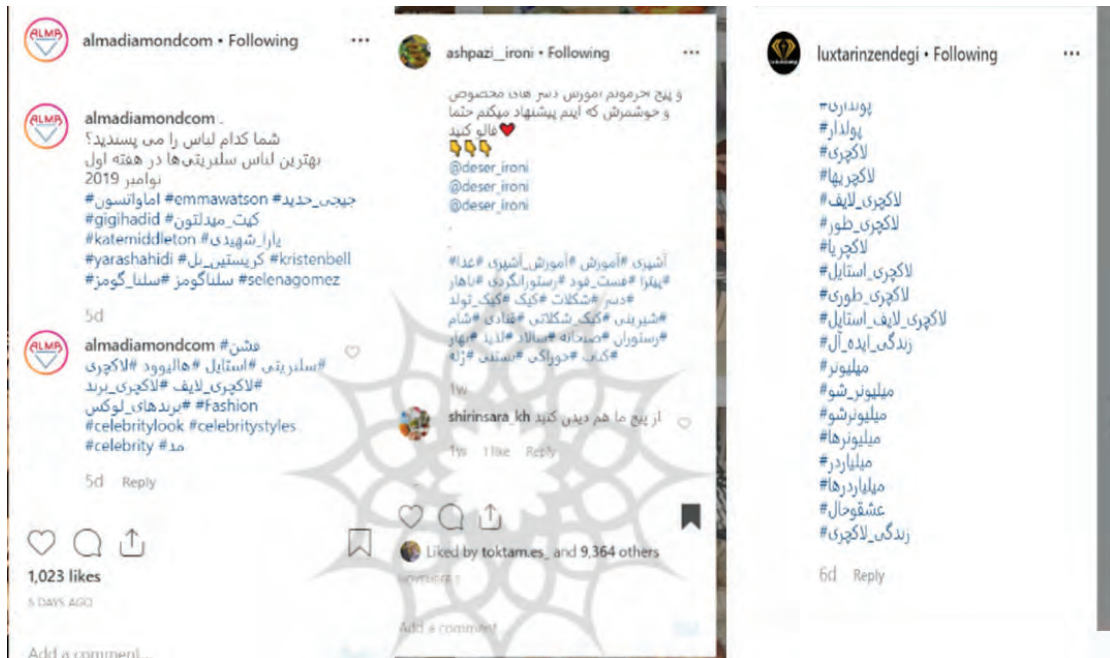 almadiamondcom • Following
almadiamondcom .
شما کدام لباس را می پسندید؟
بهترین لباس سلبریتی‌ها در هفته اول
نوامبر 2019
#جیجی_حدید #emmawatson #اماواتسون
#gigihadid #کیت_میدلتون
#katemiddleton #یارا_شهیدی
#yarashahidi #کریستین_بل #kristenbell
#سلنا_گومز #سلناگومز #selenagomez
5d
almadiamondcom #فشن
#سلبریتی #استایل #هالیوود #لاکچری
#لاکچری_لایف #لاکچری_برند
#برندهای_لوکس #Fashion
#celebritylook #celebritystyles
#celebrity #مد
5d Reply
1,023 likes
5 DAYS AGO
Add a comment...
ashpazi__ironi • Following
و پیج آخرمونم آموزش دسر های مخصوص
و خوشمزش که اینم پیشنهاد میکنم حتما
فالو کنید❤
👇👇👇
@deser_ironi
@deser_ironi
@deser_ironi
.
.
#آشپزی #آموزش #آموزش_آشپزی #غذا
#پیتزا #فست_فود #رستورانگردی #ناهار
#دسر #شکلات #کیک #کیک_تولد
#شیرینی #کیک_شکلاتی #قنادی #شام
#رستوران #صبحانه #سالاد #لذیذ #نهار
#کباب #خوراکی #بستنی #ژله
1w
shirinsara_kh از پیج ما هم دیدن کنید
1w 1 like Reply
Liked by toktam.es_ and 9,364 others
NOVEMBER
Add a comment
luxtarinzendegi • Following
#پولداری
#پولدار
#لاکچری
#لاکچریها
#لاکچری_لایف
#لاکچری_طور
#لاکچریا
#لاکچری_استایل
#لاکچری_طوری
#لاکچری_لایف_استایل
#زندگی_ایده_آل
#میلیونر
#میلیونر_شو
#میلیونرشو
#میلیونرها
#میلیاردر
#میلیاردرها
#عشقوحال
#زندگی_لاکچری
6d Reply